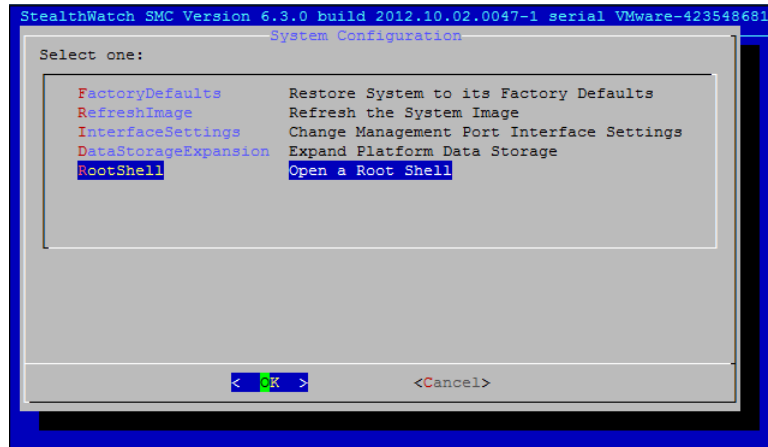 StealthWatch SMC Version 6.3.0 build 2012.10.02.0047-1 serial VMware-423548681
System Configuration
Select one:
FactoryDefaults Restore System to its Factory Defaults
RefreshImage Refresh the System Image
InterfaceSettings Change Management Port Interface Settings
DataStorageExpansion Expand Platform Data Storage
RootShell Open a Root Shell
< OK > <Cancel>